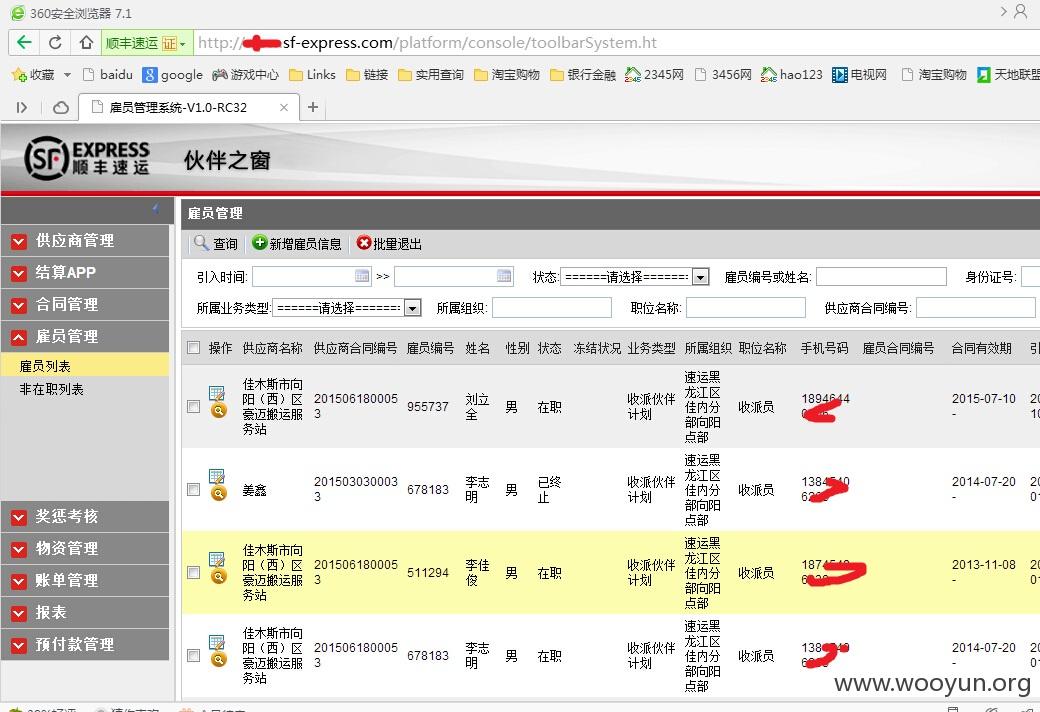 360安全浏览器 7.1
顺丰速运 证 http:// sf-express.com/platform/console/toolbarSystem.ht
收藏 baidu google 游戏中心 Links 链接 实用查询 淘宝购物 银行金融 2345网 3456网 hao123 电视网 淘宝购物 天地联盟
雇员管理系统-V1.0-RC32
SF EXPRESS
顺丰速运
伙伴之窗
雇员管理
查询 新增雇员信息 批量退出
引入时间: >> 状态: ======请选择====== 雇员编号或姓名: 身份证号:
所属业务类型: ======请选择====== 所属组织: 职位名称: 供应商合同编号:
供应商管理
结算APP
合同管理
雇员管理
雇员列表
非在职列表
奖惩考核
物资管理
账单管理
报表
预付款管理
操作 供应商名称 供应商合同编号 雇员编号 姓名 性别 状态 冻结状况 业务类型 所属组织 职位名称 手机号码 雇员合同编号 合同有效期 引
佳木斯市向阳（西）区豪迈搬运服务站 2015061800053 955737 刘立全 男 在职 收派伙伴计划 速运黑龙江区佳内分部向阳点部 收派员 2015-07-10 - 20
姜鑫 2015030300033 678183 李志明 男 已终止 收派伙伴计划 速运黑龙江区佳内分部向阳点部 收派员 2014-07-20 - 20
佳木斯市向阳（西）区豪迈搬运服务站 2015061800053 511294 李佳俊 男 在职 收派伙伴计划 速运黑龙江区佳内分部向阳点部 收派员 2013-11-08 - 20
佳木斯市向阳（西）区豪迈搬运服务站 2015061800053 678183 李志明 男 在职 收派伙伴计划 速运黑龙江区佳内分部向阳点部 收派员 2014-07-20 - 20
www.wooyun.org